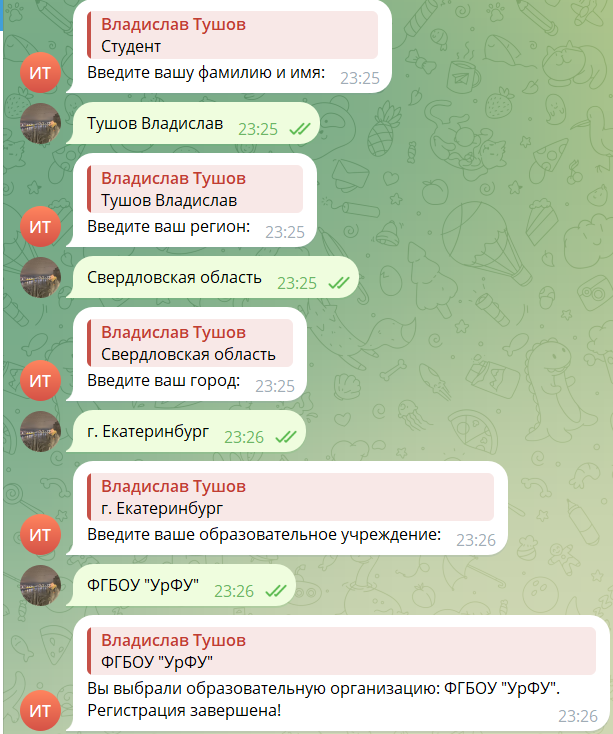 Владислав Тушов
Студент
Введите вашу фамилию и имя: 23:25
ИТ
Тушов Владислав 23:25
Владислав Тушов
Тушов Владислав
Введите ваш регион: 23:25
ИТ
Свердловская область 23:25
Владислав Тушов
Свердловская область
Введите ваш город: 23:25
ИТ
г. Екатеринбург 23:26
Владислав Тушов
г. Екатеринбург
Введите ваше образовательное учреждение: 23:26
ИТ
ФГБОУ "УрФУ" 23:26
Владислав Тушов
ФГБОУ "УрФУ"
Вы выбрали образовательную организацию: ФГБОУ "УрФУ".
Регистрация завершена! 23:26
ИТ